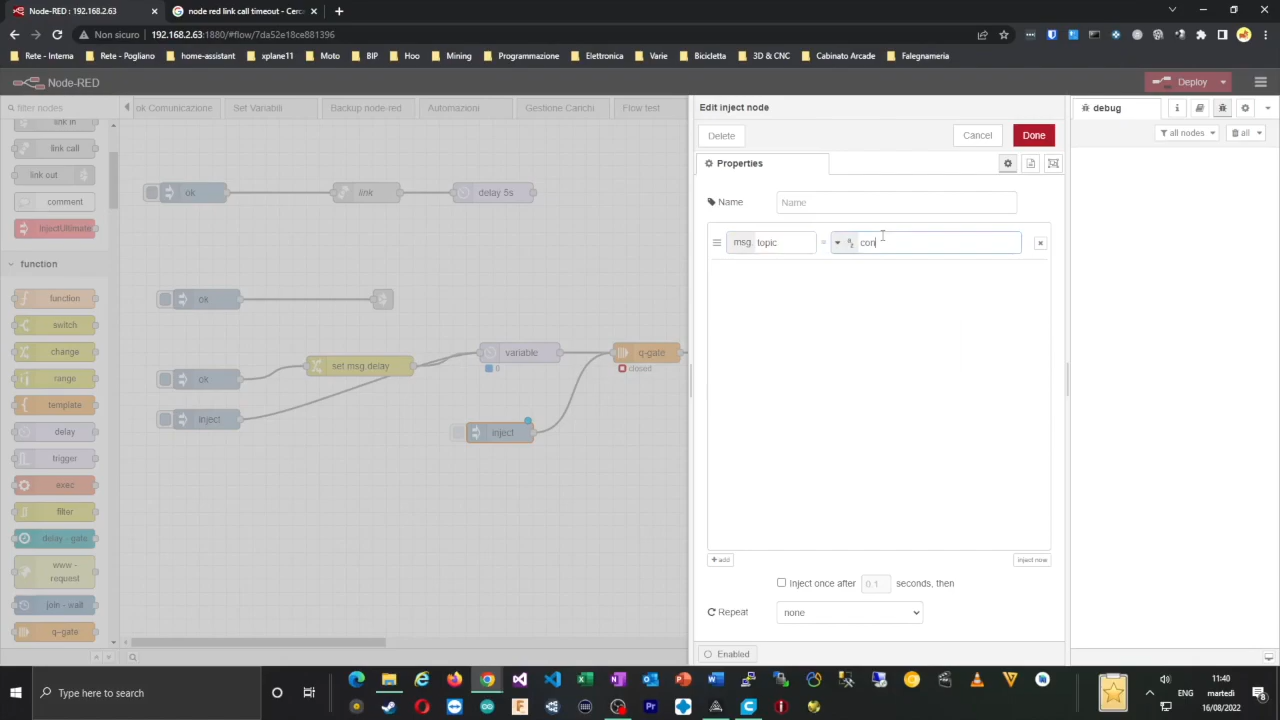 Node-RED: 192.168.2.63
node red link call timeout - Cerc
Non sicuro
192.168.2.63:1880/#flow/7da52e18ce881396
Rete - Interna
Rete - Pogliano
home-assistant
xplane11
Moto
BIP
Hoo
Mining
Programmazione
Elettronica
Varie
Bicicletta
3D & CNC
Cabinato Arcade
Falegnameria
Node-RED
Deploy
filter nodes
ok Comunicazione
Set Variabili
Backup node-red
Automazioni
Gestione Carichi
Flow test
Edit inject node
debug
Delete
Cancel
Done
all nodes
all
link in
link call
link out
comment
InjectUltimate
function
function
switch
change
range
template
delay
trigger
exec
filter
delay - gate
www -
request
join - wait
q-gate
ok
link
delay 5s
ok
ok
set msg.delay
inject
variable
0
q-gate
closed
inject
Properties
Name
Name
msg. topic
=
con
add
inject now
Inject once after
0.1
seconds, then
Repeat
none
Enabled
Type here to search
ENG
11:40
martedì
16/08/2022